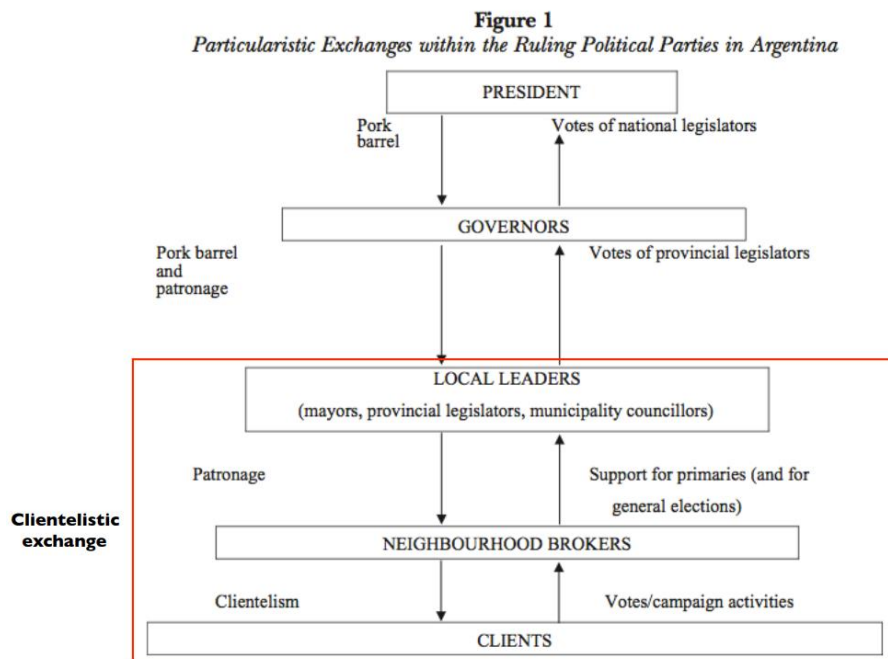 Figure 1
Particularistic Exchanges within the Ruling Political Parties in Argentina
PRESIDENT
Pork
barrel
Votes of national legislators
GOVERNORS
Pork barrel
and
patronage
Votes of provincial legislators
LOCAL LEADERS
(mayors, provincial legislators, municipality councillors)
Patronage
Support for primaries (and for
general elections)
Clientelistic
exchange
NEIGHBOURHOOD BROKERS
Clientelism
Votes/campaign activities
CLIENTS